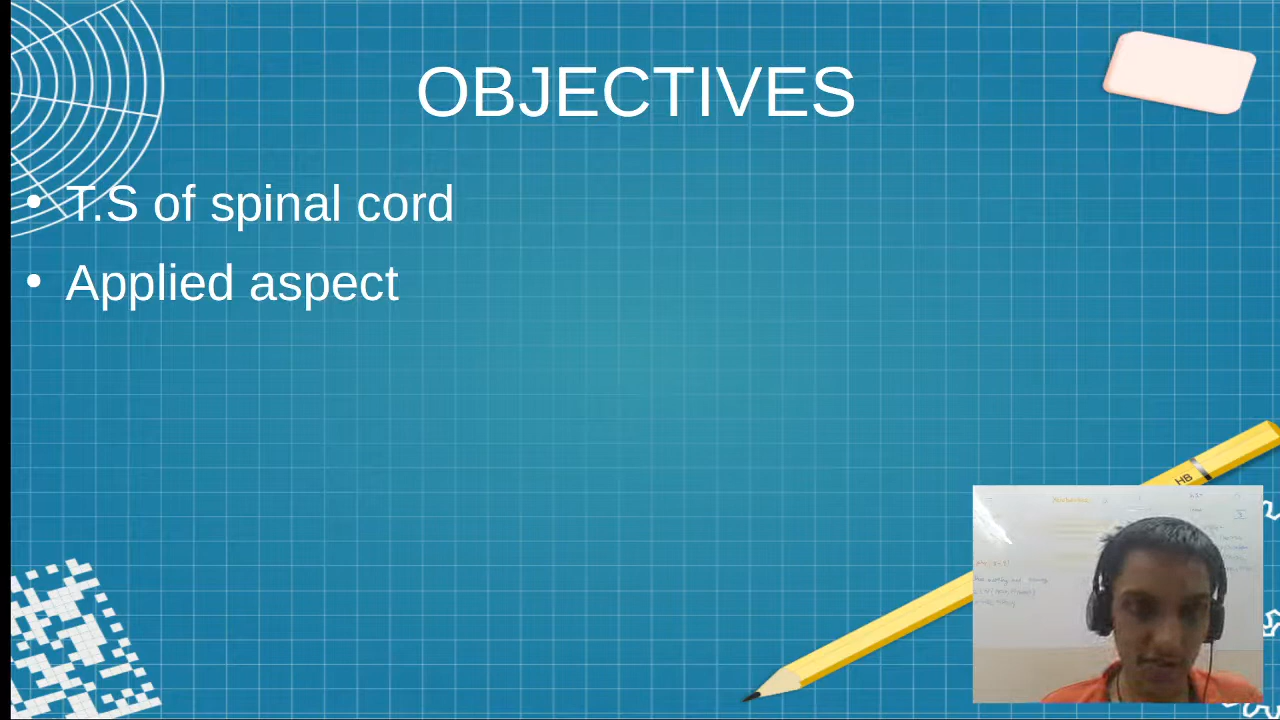 OBJECTIVES
• T.S of spinal cord
• Applied aspect
HB